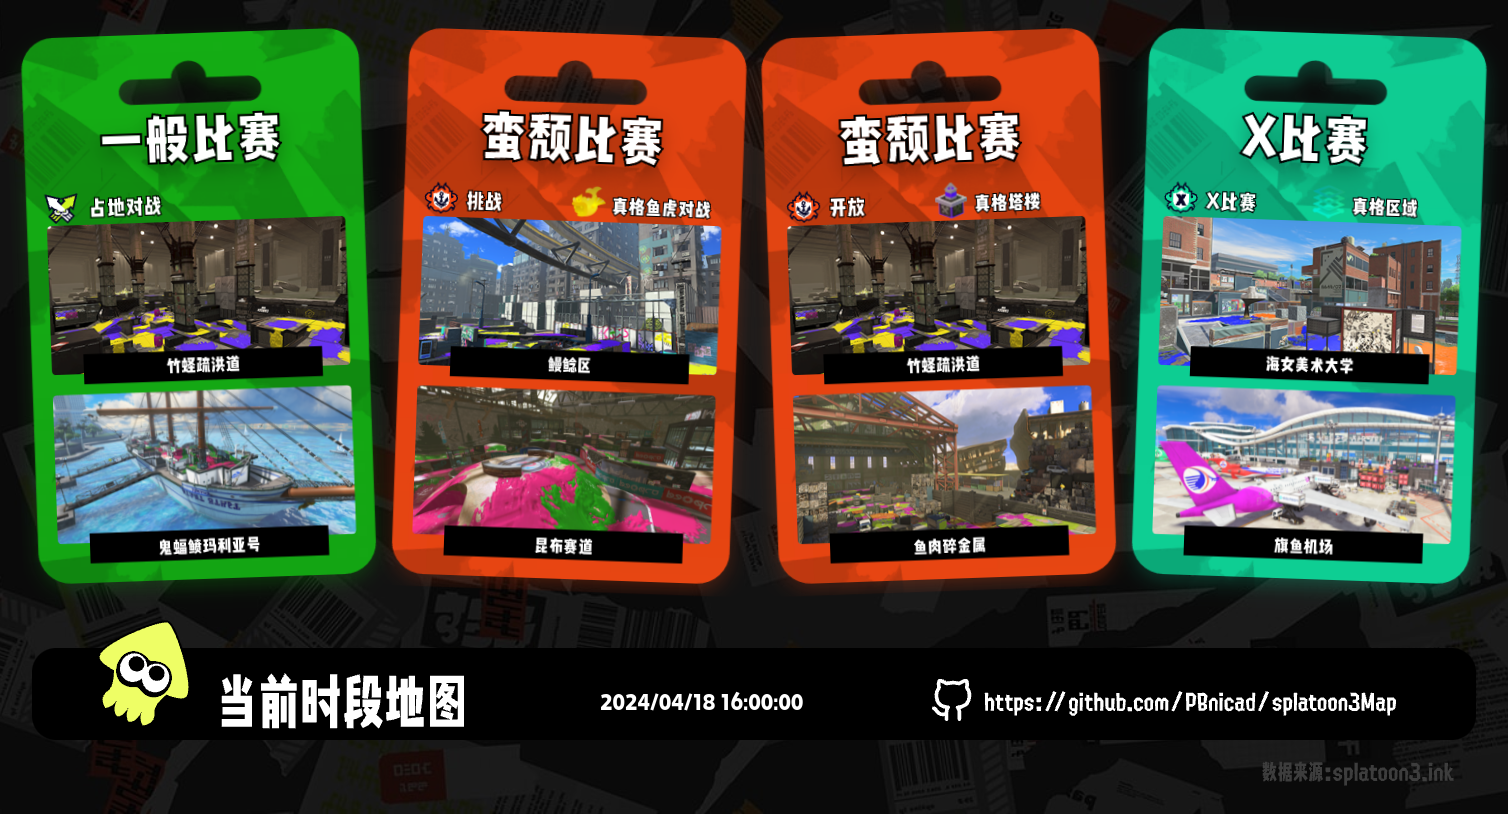 一般比赛
占地对战
竹蛏疏洪道
鬼蝠鲼玛利亚号
蛮颓比赛
挑战
真格鱼虎对战
鳗鲶区
昆布赛道
蛮颓比赛
开放
真格塔楼
竹蛏疏洪道
鱼肉碎金属
X比赛
X比赛
真格区域
海女美术大学
旗鱼机场
当前时段地图
2024/04/18 16:00:00
https://github.com/PBnicad/splatoon3Map
数据来源:splatoon3.ink